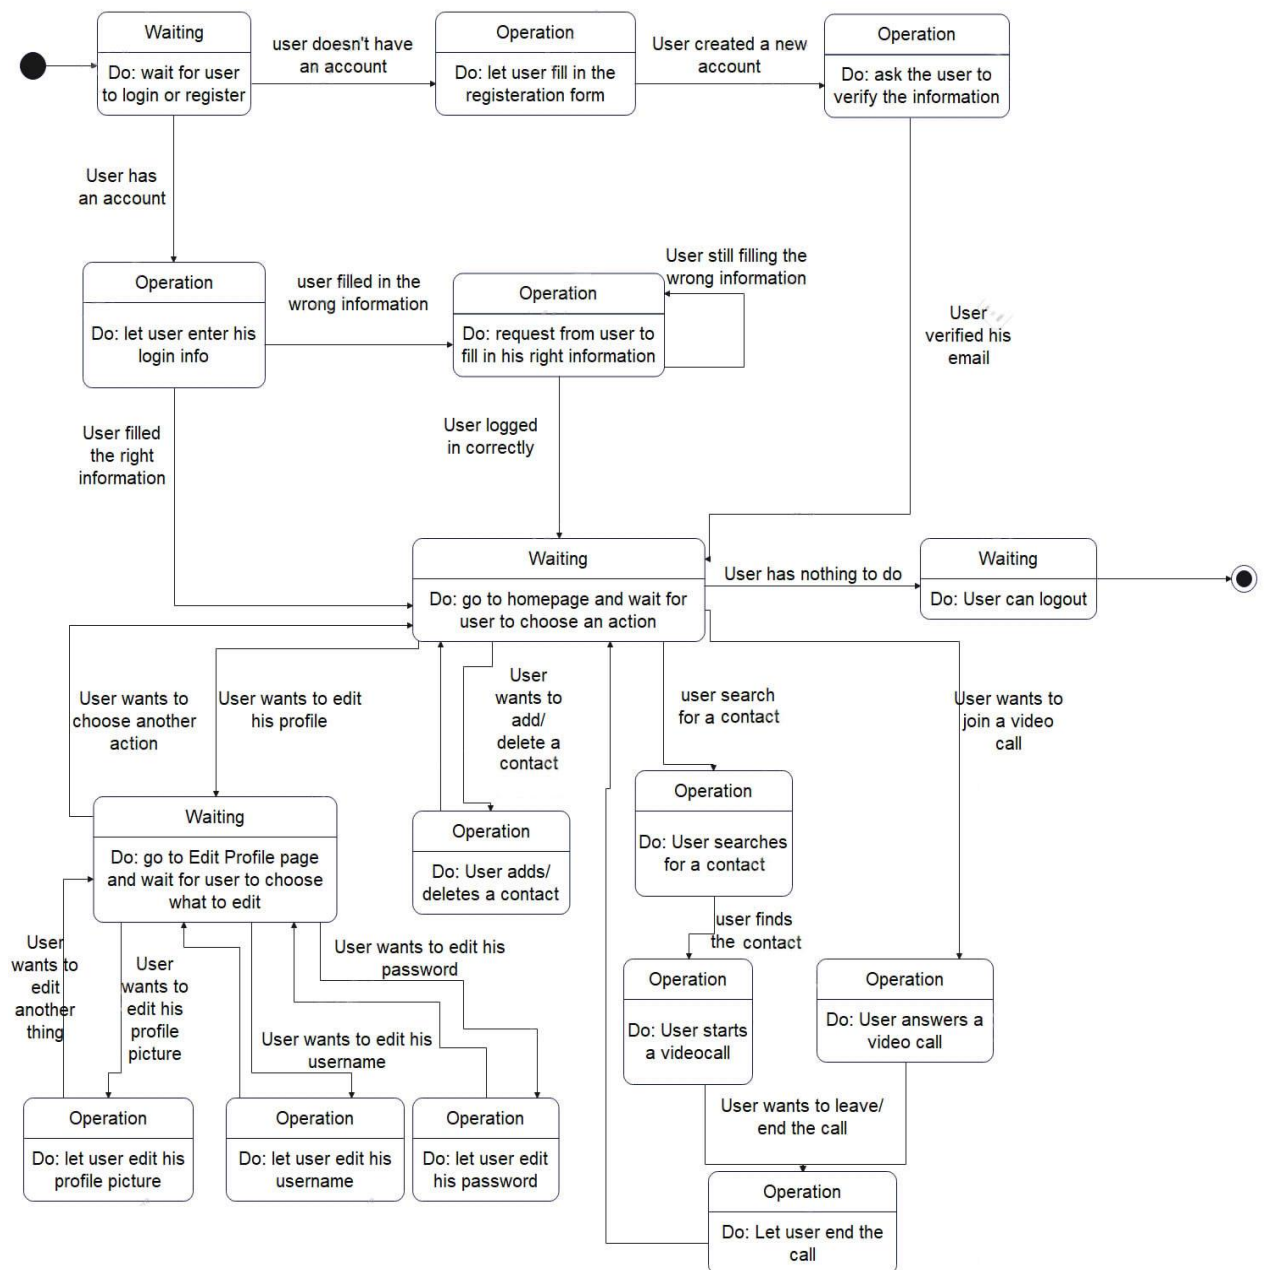 Waiting
Do: wait for user
to login or register
user doesn't have
an account
Operation
Do: let user fill in the
registeration form
User created a new
account
Operation
Do: ask the user to
verify the information
User has
an account
Operation
Do: let user enter his
login info
user filled in the
wrong information
Operation
Do: request from user to
fill in his right information
User still filling the
wrong information
User
verified his
email
User filled
the right
information
User logged
in correctly
Waiting
Do: go to homepage and wait for
user to choose an action
User has nothing to do
Waiting
Do: User can logout
User wants to
choose another
action
User wants to edit
his profile
User
wants to
add/
delete a
contact
user search
for a contact
User wants to
join a video
call
Waiting
Do: go to Edit Profile page
and wait for user to choose
what to edit
Operation
Do: User adds/
deletes a contact
Operation
Do: User searches
for a contact
user finds
the contact
User
wants to
edit
another
thing
User
wants to
edit his
profile
picture
User wants to edit his
password
User wants to edit his
username
Operation
Do: User starts
a videocall
Operation
Do: User answers a
video call
User wants to leave/
end the call
Operation
Do: let user edit his
profile picture
Operation
Do: let user edit his
username
Operation
Do: let user edit
his password
Operation
Do: Let user end the
call